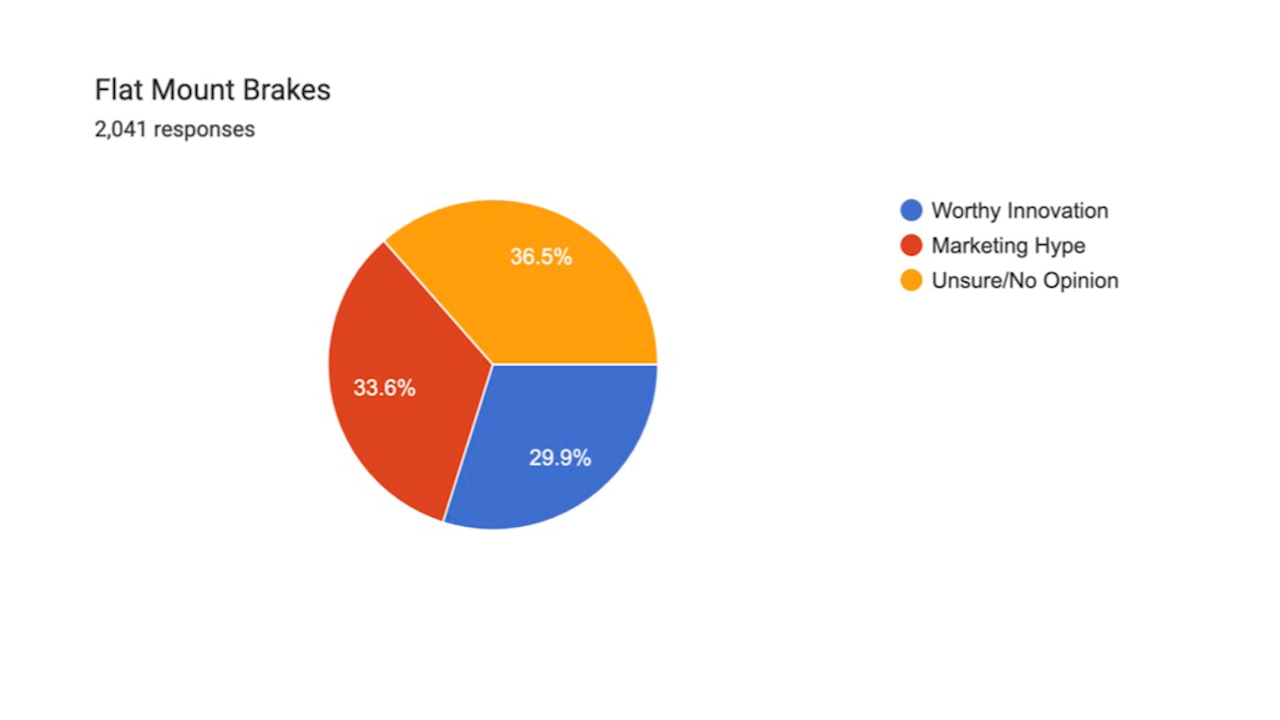 Flat Mount Brakes
2,041 responses
Worthy Innovation
Marketing Hype
Unsure/No Opinion
36.5%
33.6%
29.9%